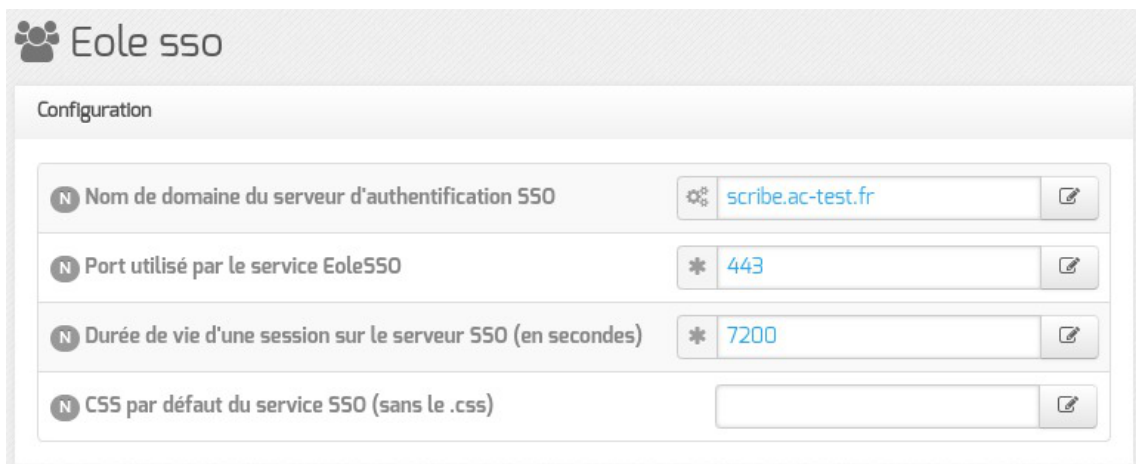 Eole sso
Configuration
N Nom de domaine du serveur d'authentification SSO scribe.ac-test.fr
N Port utilisé par le service EoleSSO * 443
N Durée de vie d'une session sur le serveur SSO (en secondes) * 7200
N CSS par défaut du service SSO (sans le .css)